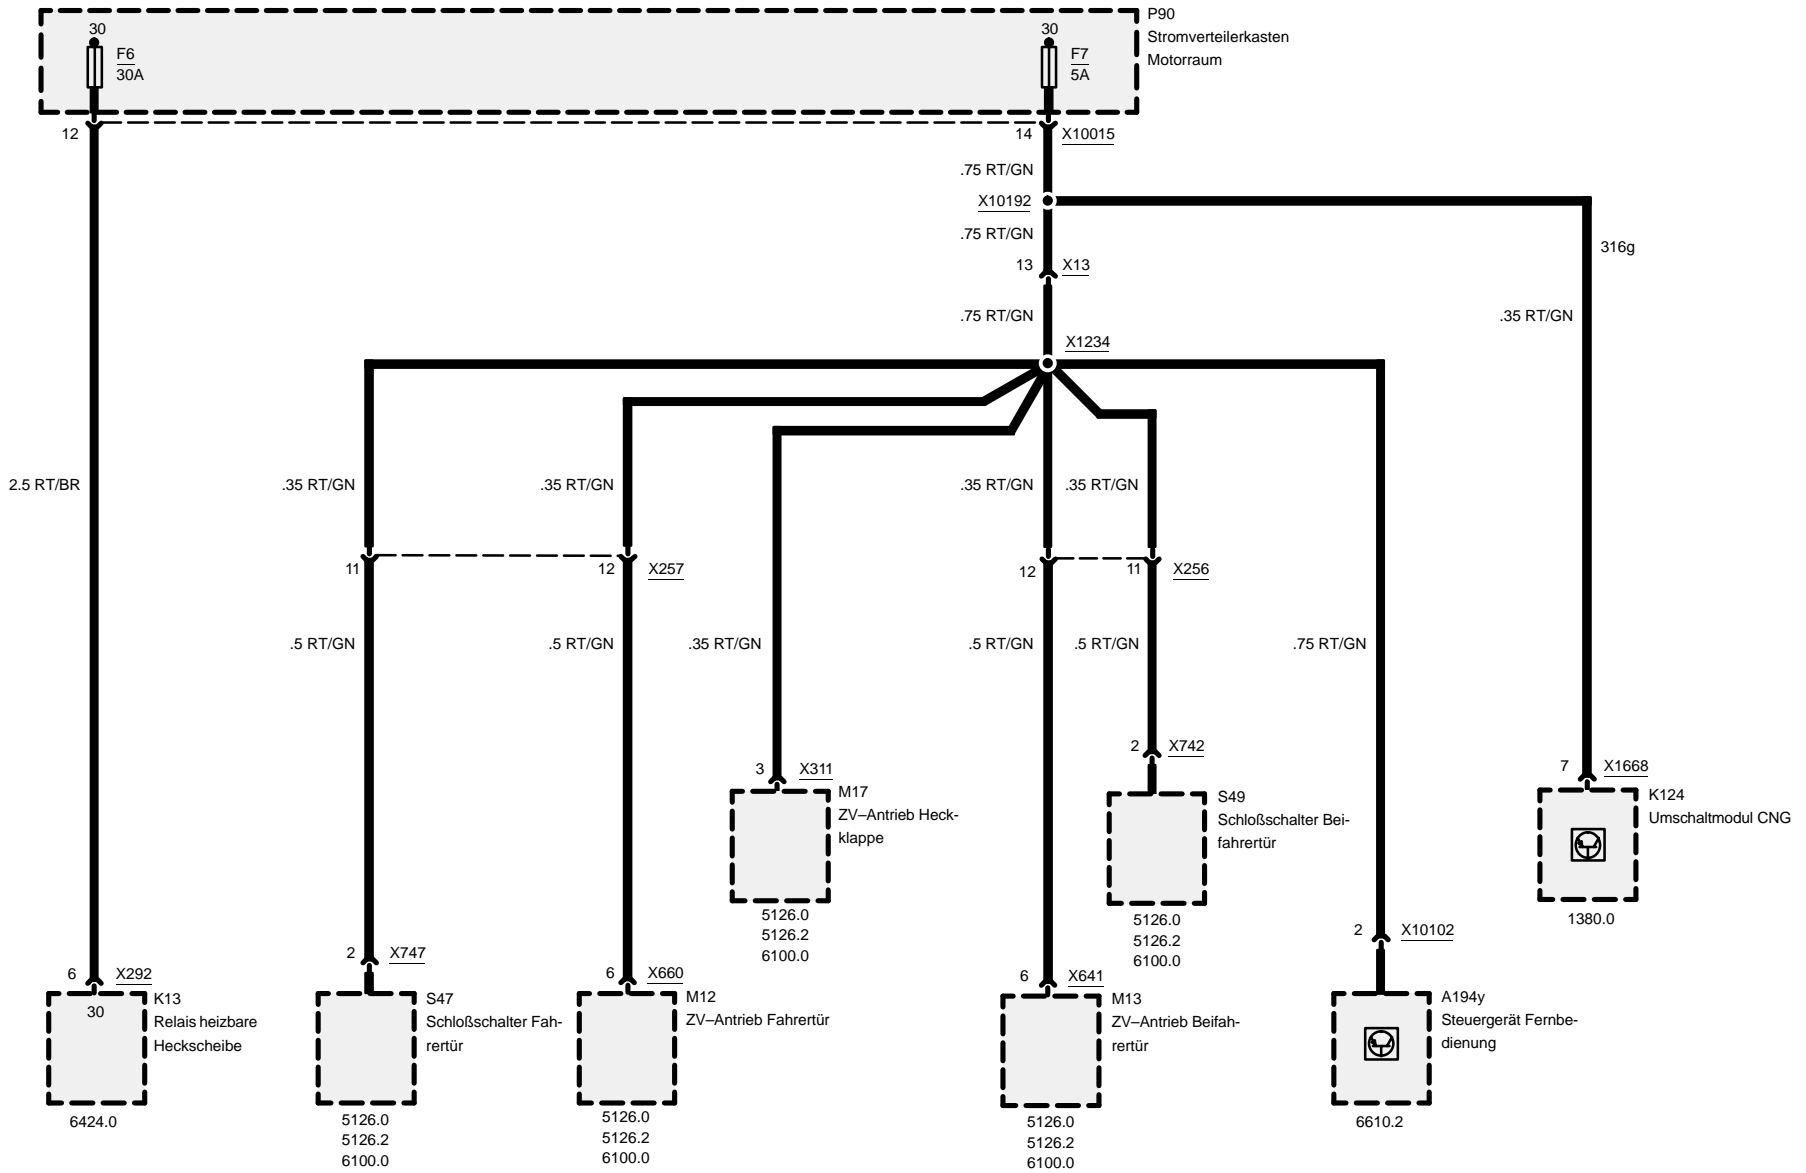 P90
Stromverteilerkasten
Motorraum
30
F6
30A
30
F7
5A
12
14 X10015
.75 RT/GN
X10192
.75 RT/GN
316g
13 X13
.75 RT/GN
.35 RT/GN
X1234
2.5 RT/BR
.35 RT/GN
.35 RT/GN
.35 RT/GN
.35 RT/GN
11
12 X257
12
11 X256
.5 RT/GN
.5 RT/GN
.35 RT/GN
.5 RT/GN
.5 RT/GN
.75 RT/GN
3 X311
M17
ZV–Antrieb Heck-
klappe
5126.0
5126.2
6100.0
2 X742
S49
Schloßschalter Bei-
fahrertür
5126.0
5126.2
6100.0
7 X1668
K124
Umschaltmodul CNG
1380.0
6 X292
30
K13
Relais heizbare
Heckscheibe
6424.0
2 X747
S47
Schloßschalter Fah-
rertür
5126.0
5126.2
6100.0
6 X660
M12
ZV–Antrieb Fahrertür
5126.0
5126.2
6100.0
6 X641
M13
ZV–Antrieb Beifah-
rertür
5126.0
5126.2
6100.0
2 X10102
A194y
Steuergerät Fernbe-
dienung
6610.2